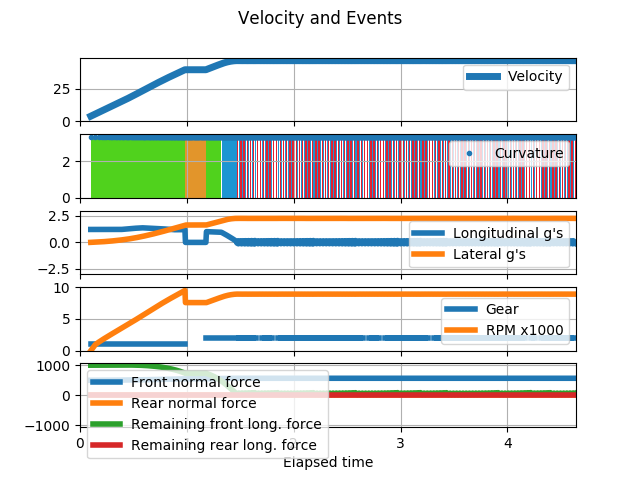 Velocity and Events
25
0
Velocity
2
0
Curvature
2.5
0.0
−2.5
Longitudinal g's
Lateral g's
10
5
0
Gear
RPM x1000
1000
0
−1000
Front normal force
Rear normal force
Remaining front long. force
Remaining rear long. force
0
3
4
Elapsed time